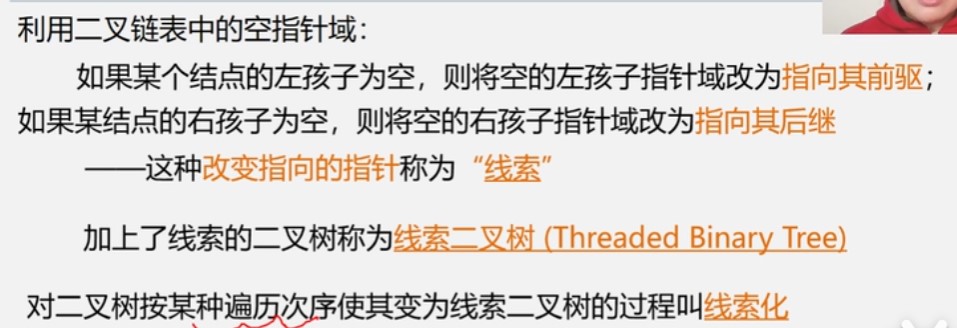 利用二叉链表中的空指针域：
如果某个结点的左孩子为空，则将空的左孩子指针域改为指向其前驱；
如果某结点的右孩子为空，则将空的右孩子指针域改为指向其后继
——这种改变指向的指针称为“线索”
加上了线索的二叉树称为线索二叉树 (Threaded Binary Tree)
对二叉树按某种遍历次序使其变为线索二叉树的过程叫线索化